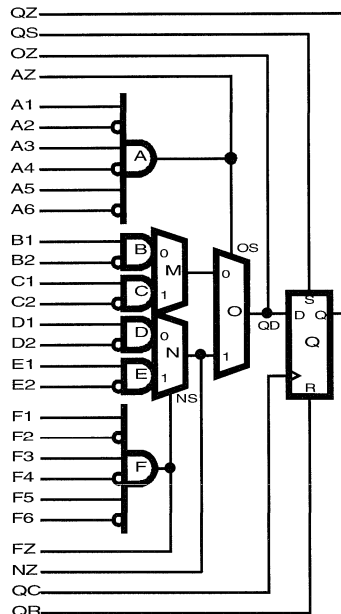 QZ
QS
OZ
AZ
A1
A2
A3
A4
A5
A6
A
B1
B2
C1
C2
D1
D2
E1
E2
B
C
D
E
0
M
1
0
N
1
NS
OS
0
O
1
QD
S
D Q
Q
R
F1
F2
F3
F4
F5
F6
F
FZ
NZ
QC
QR